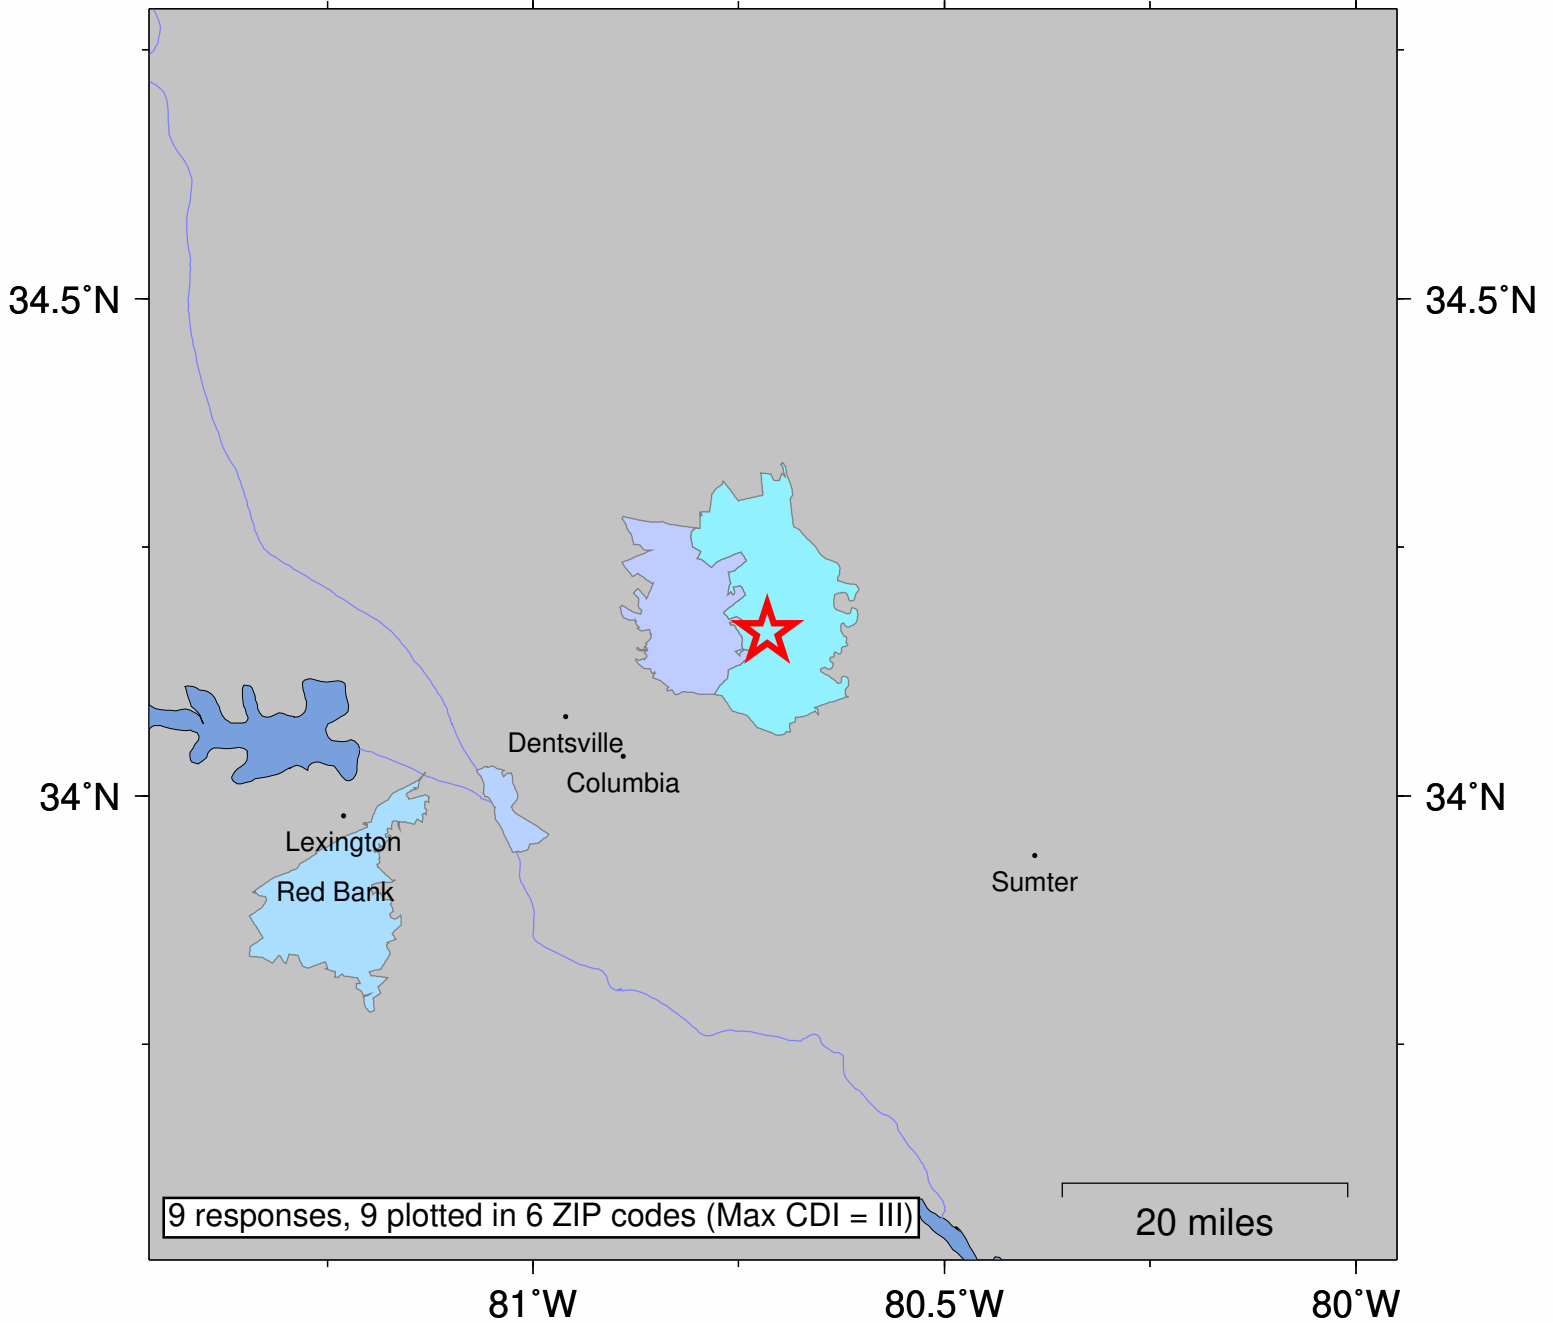 34.5°N
34.5°N
34°N
34°N
Dentsville
Columbia
Lexington
Red Bank
Sumter
9 responses, 9 plotted in 6 ZIP codes (Max CDI = III)
20 miles
81°W
80.5°W
80°W